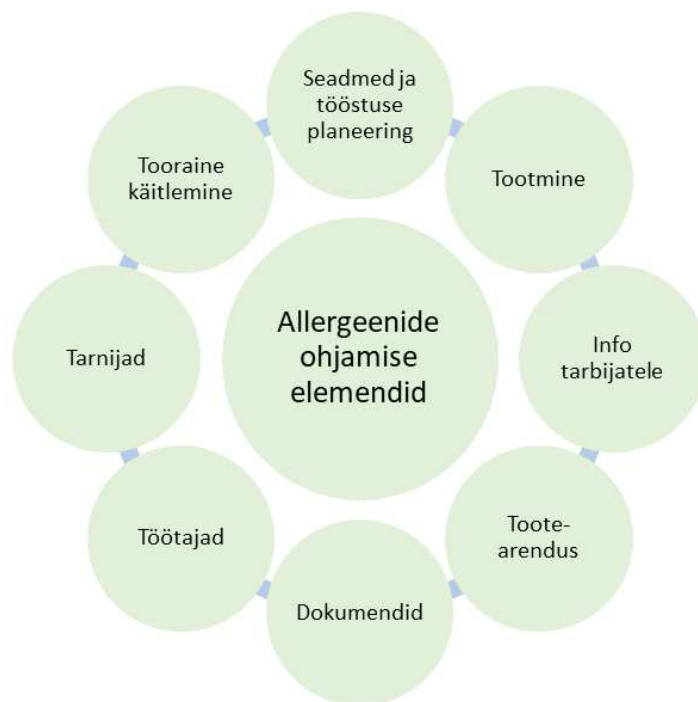 Seadmed ja
tööstuse
planeering
Tooraine
käitlemine
Tootmine
Allergeenide
ohjamise
elemendid
Tarnijad
Info
tarbijatele
Töötajad
Toote-
arendus
Dokumendid